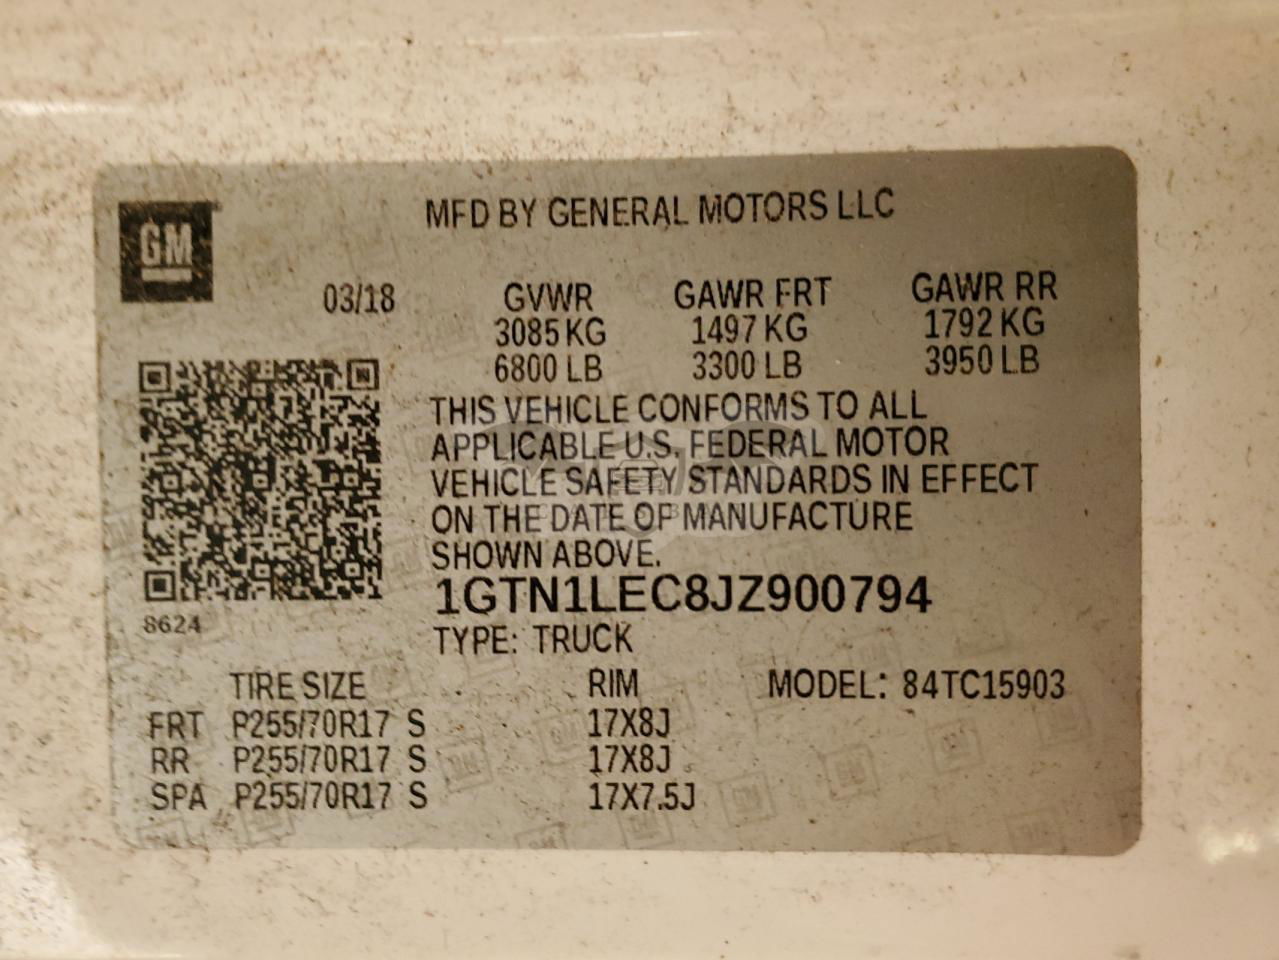 MFD BY GENERAL MOTORS LLC
GM
03/18 GVWR GAWR FRT GAWR RR
3085 KG 1497 KG 1792 KG
6800 LB 3300 LB 3950 LB
THIS VEHICLE CONFORMS TO ALL
APPLICABLE U.S. FEDERAL MOTOR
VEHICLE SAFETY STANDARDS IN EFFECT
ON THE DATE OF MANUFACTURE
SHOWN ABOVE.
1GTN1LEC8JZ900794
8624
TYPE: TRUCK
TIRE SIZE RIM MODEL: 84TC15903
FRT P255/70R17 S 17X8J
RR P255/70R17 S 17X8J
SPA P255/70R17 S 17X7.5J